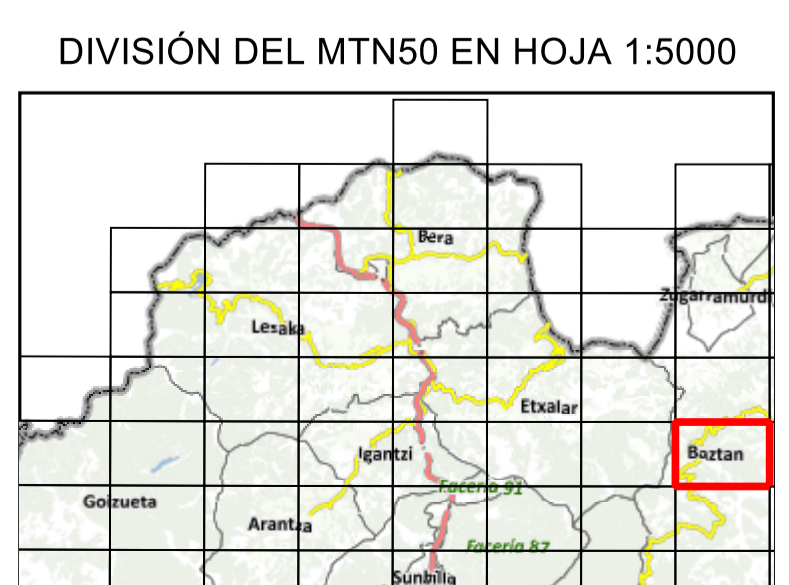 DIVISIÓN DEL MTN50 EN HOJA 1:5000
Bera
Zugarramurdi
Lesaka
Etxalar
Igantzi
Baztan
Facería 91
Goizueta
Arantza
Facería 87
Sunbilla